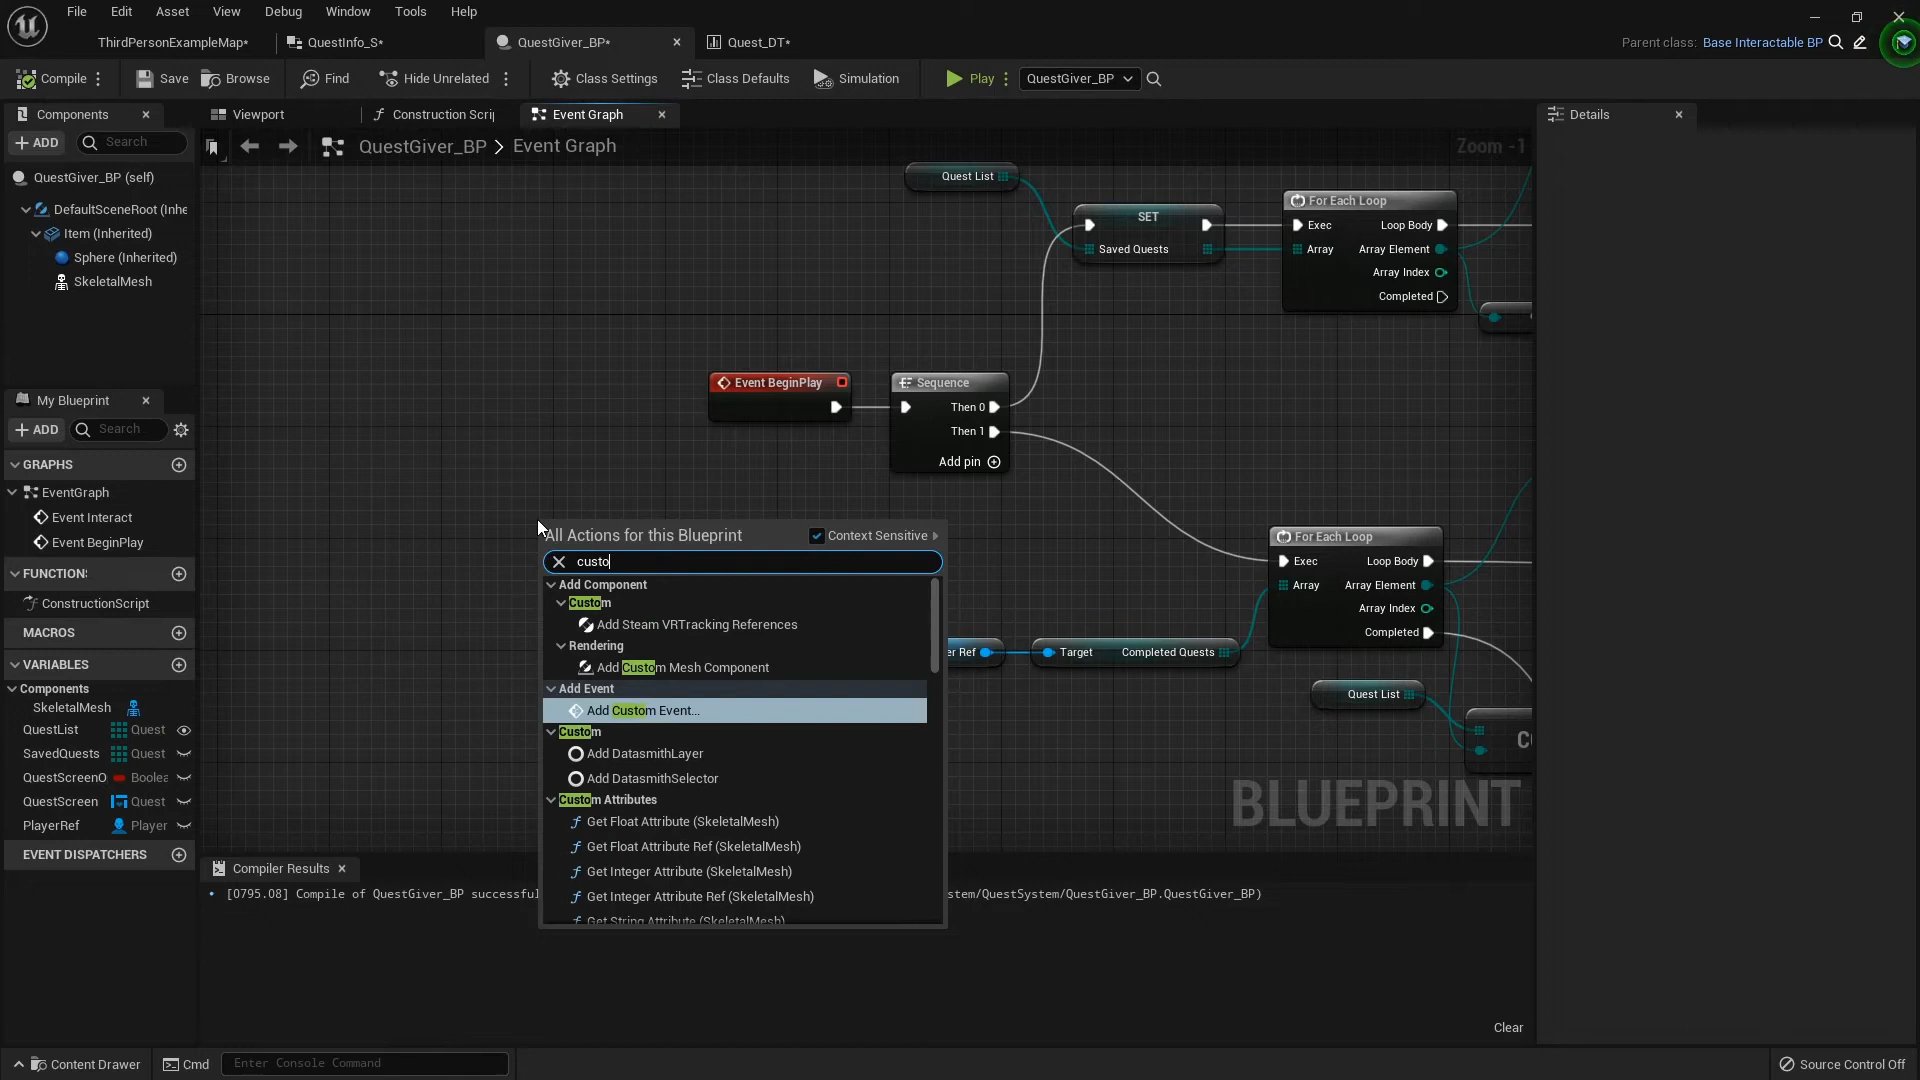 File Edit Asset View Debug Window Tools Help
ThirdPersonExampleMap* QuestInfo_S* QuestGiver_BP* Quest_DT*
Parent class: Base Interactable BP
Compile Save Browse Find Hide Unrelated Class Settings Class Defaults Simulation Play QuestGiver_BP
Components Viewport Construction Scrip Event Graph Details
ADD Search
QuestGiver_BP > Event Graph
Zoom -1
QuestGiver_BP (self)
DefaultSceneRoot (Inhe
Item (Inherited)
Sphere (Inherited)
SkeletalMesh
Quest List
SET
Saved Quests
For Each Loop
Exec Loop Body
Array Array Element
Array Index
Completed
Event BeginPlay
Sequence
Then 0
Then 1
Add pin
My Blueprint
ADD Search
GRAPHS
EventGraph
Event Interact
Event BeginPlay
FUNCTION
ConstructionScript
MACROS
VARIABLES
Components
SkeletalMesh
QuestList Quest
SavedQuests Quest
QuestScreenO Boolea
QuestScreen Quest
PlayerRef Player
EVENT DISPATCHERS
All Actions for this Blueprint Context Sensitive
custo
Add Component
Custom
Add Steam VRTracking References
Rendering
Add Custom Mesh Component
Add Event
Add Custom Event...
Custom
Add DatasmithLayer
Add DatasmithSelector
Custom Attributes
Get Float Attribute (SkeletalMesh)
Get Float Attribute Ref (SkeletalMesh)
Get Integer Attribute (SkeletalMesh)
Get Integer Attribute Ref (SkeletalMesh)
Get String Attribute (SkeletalMesh)
For Each Loop
Exec Loop Body
Array Array Element
Array Index
Completed
er Ref
Target Completed Quests
Quest List
BLUEPRINT
Compiler Results
[0795.08] Compile of QuestGiver_BP successful
stem/QuestSystem/QuestGiver_BP.QuestGiver_BP)
Clear
Content Drawer Cmd Enter Console Command Source Control Off